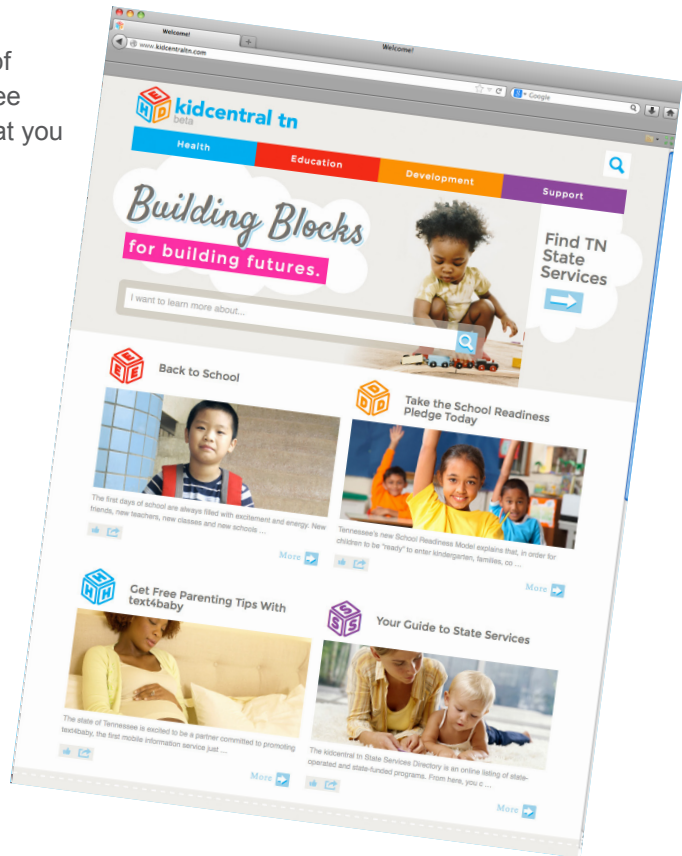 of
ee
at you
Welcome!
Welcome!
www.kidcentraltn.com
Google
EHD
kidcentral tn
beta
Health
Education
Development
Support
Building Blocks
for building futures.
Find TN
State
Services
I want to learn more about...
EEE
Back to School
DDD
Take the School Readiness
Pledge Today
The first days of school are always filled with excitement and energy. New
friends, new teachers, new classes and new schools ...
More
Tennessee's new School Readiness Model explains that, in order for
children to be "ready" to enter kindergarten, families, co ...
More
HHH
Get Free Parenting Tips With
text4baby
SSS
Your Guide to State Services
The state of Tennessee is excited to be a partner committed to promoting
text4baby, the first mobile information service just ...
More
The kidcentral tn State Services Directory is an online listing of state-
operated and state-funded programs. From here, you c ...
More